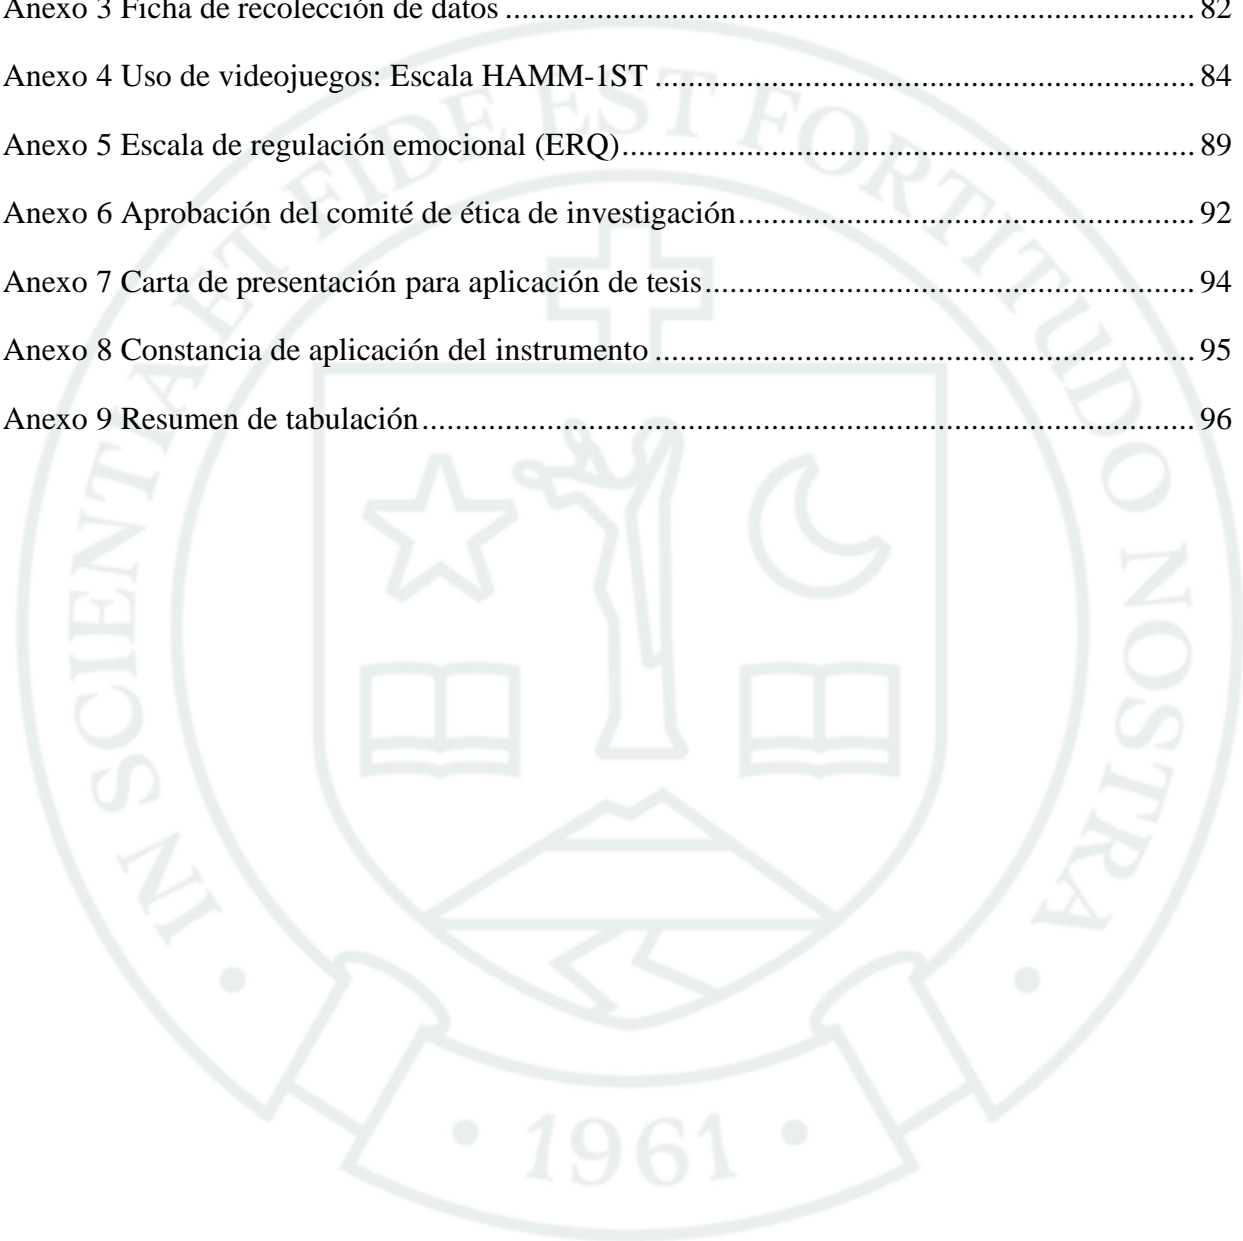 Anexo 3 Ficha de recolección de datos ........ 82
Anexo 4 Uso de videojuegos: Escala HAMM-1ST ........ 84
Anexo 5 Escala de regulación emocional (ERQ) ........ 89
Anexo 6 Aprobación del comité de ética de investigación ........ 92
Anexo 7 Carta de presentación para aplicación de tesis ........ 94
Anexo 8 Constancia de aplicación del instrumento ........ 95
Anexo 9 Resumen de tabulación ........ 96
IN SCIENTIA ET FIDE EST FORTITUDO NOSTRA
• 1961 •